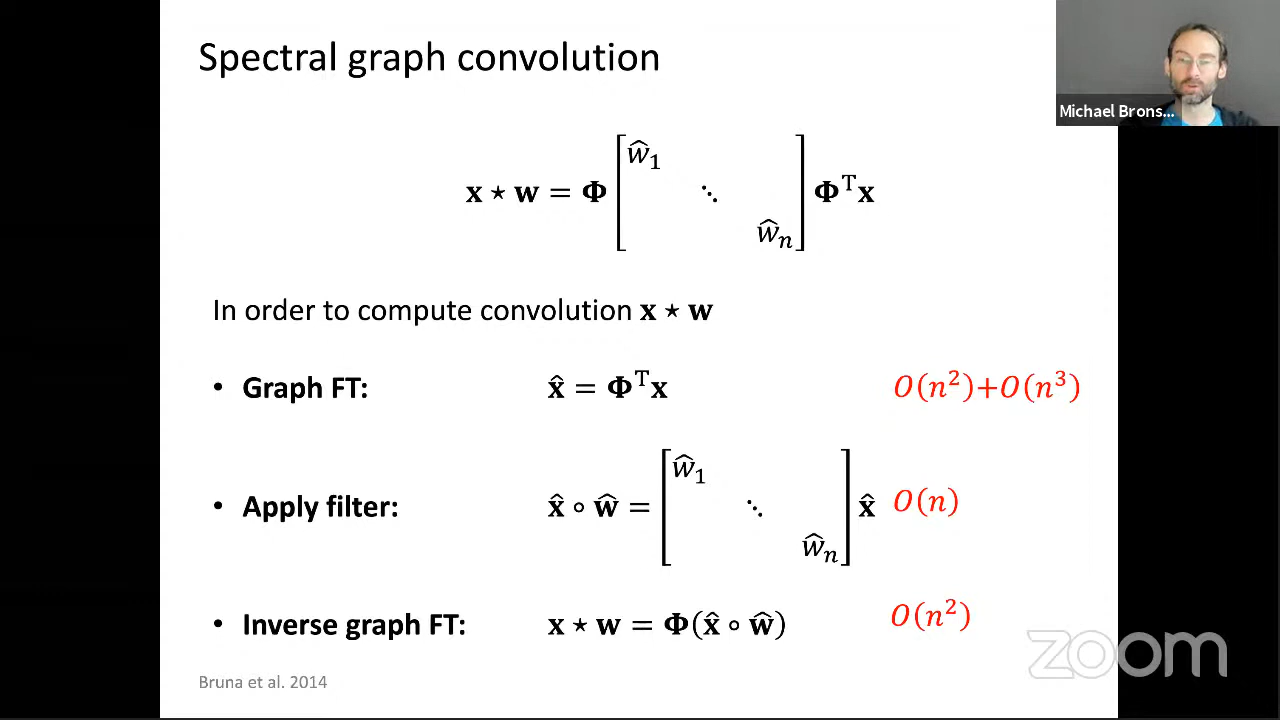 Spectral graph convolution
Michael Brons...
𝐱 ⋆ 𝐰 = 𝚽 [ŵ₁ ⋱ ŵₙ] 𝚽ᵀ𝐱
In order to compute convolution 𝐱 ⋆ 𝐰
• Graph FT: 𝐱̂ = 𝚽ᵀ𝐱 O(n²)+O(n³)
• Apply filter: 𝐱̂ ∘ 𝐰̂ = [ŵ₁ ⋱ ŵₙ] 𝐱̂ O(n)
• Inverse graph FT: 𝐱 ⋆ 𝐰 = 𝚽(𝐱̂ ∘ 𝐰̂) O(n²)
Bruna et al. 2014
zoom